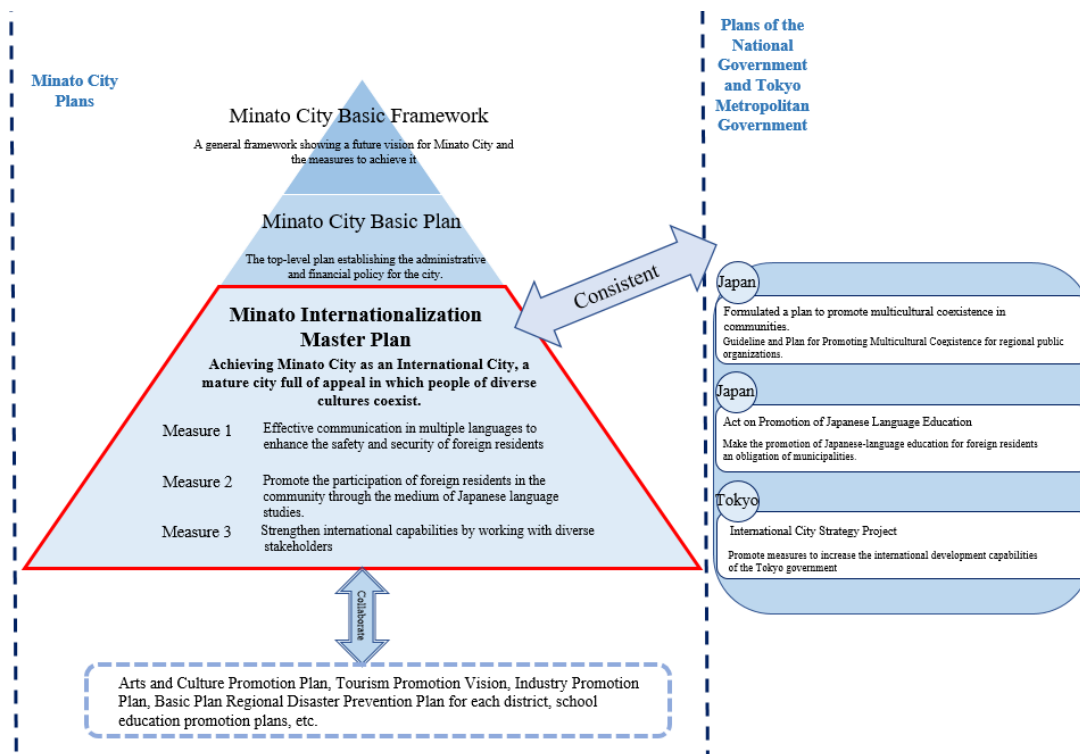 Minato City
Plans
Plans of the
National
Government
and Tokyo
Metropolitan
Government
Minato City Basic Framework
A general framework showing a future vision for Minato City and
the measures to achieve it
Minato City Basic Plan
The top-level plan establishing the administrative
and financial policy for the city.
Consistent
Minato Internationalization
Master Plan
Achieving Minato City as an International City, a
mature city full of appeal in which people of diverse
cultures coexist.
Measure 1
Effective communication in multiple languages to
enhance the safety and security of foreign residents
Measure 2
Promote the participation of foreign residents in the
community through the medium of Japanese language
studies.
Measure 3
Strengthen international capabilities by working with diverse
stakeholders
Japan
Formulated a plan to promote multicultural coexistence in
communities.
Guideline and Plan for Promoting Multicultural Coexistence for regional public
organizations.
Japan
Act on Promotion of Japanese Language Education
Make the promotion of Japanese-language education for foreign residents
an obligation of municipalities.
Tokyo
International City Strategy Project
Promote measures to increase the international development capabilities
of the Tokyo government
Collaborate
Arts and Culture Promotion Plan, Tourism Promotion Vision, Industry Promotion
Plan, Basic Plan Regional Disaster Prevention Plan for each district, school
education promotion plans, etc.